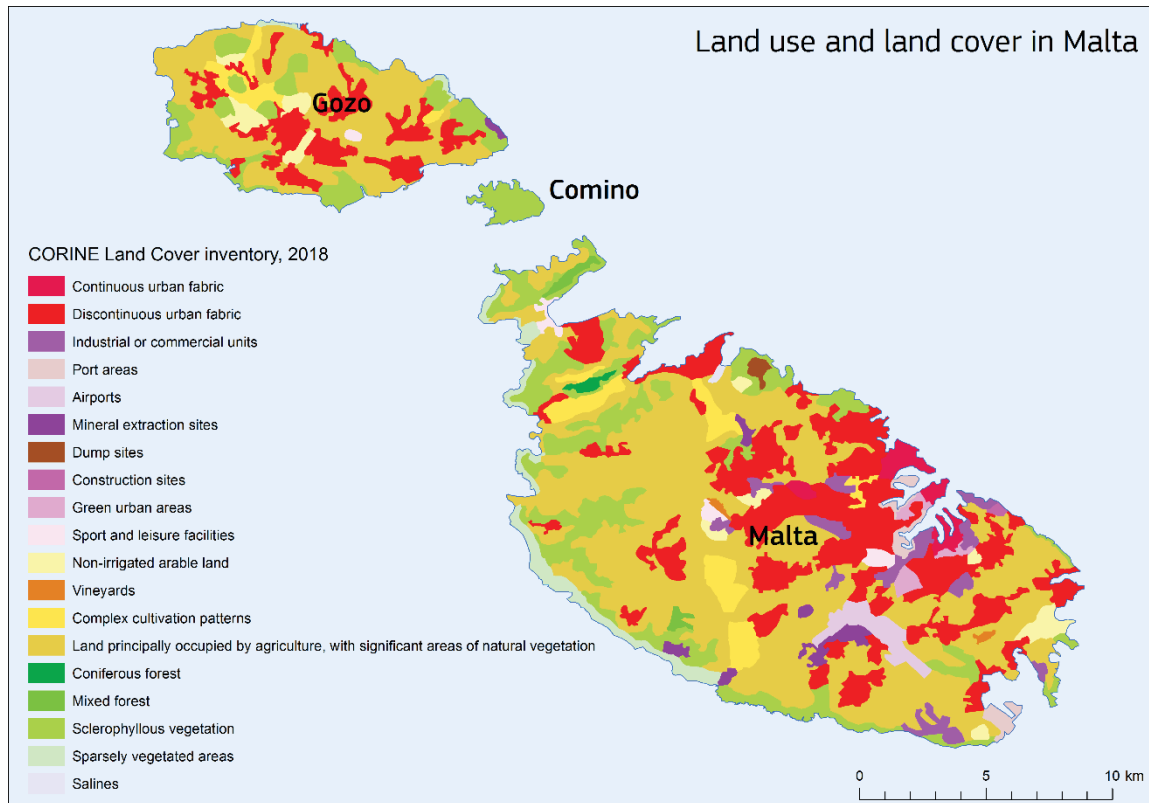 Land use and land cover in Malta
Gozo
Comino
CORINE Land Cover inventory, 2018
Continuous urban fabric
Discontinuous urban fabric
Industrial or commercial units
Port areas
Airports
Mineral extraction sites
Dump sites
Construction sites
Green urban areas
Sport and leisure facilities
Malta
Non-irrigated arable land
Vineyards
Complex cultivation patterns
Land principally occupied by agriculture, with significant areas of natural vegetation
Coniferous forest
Mixed forest
Sclerophyllous vegetation
Sparsely vegetated areas
Salines
0 5 10 km